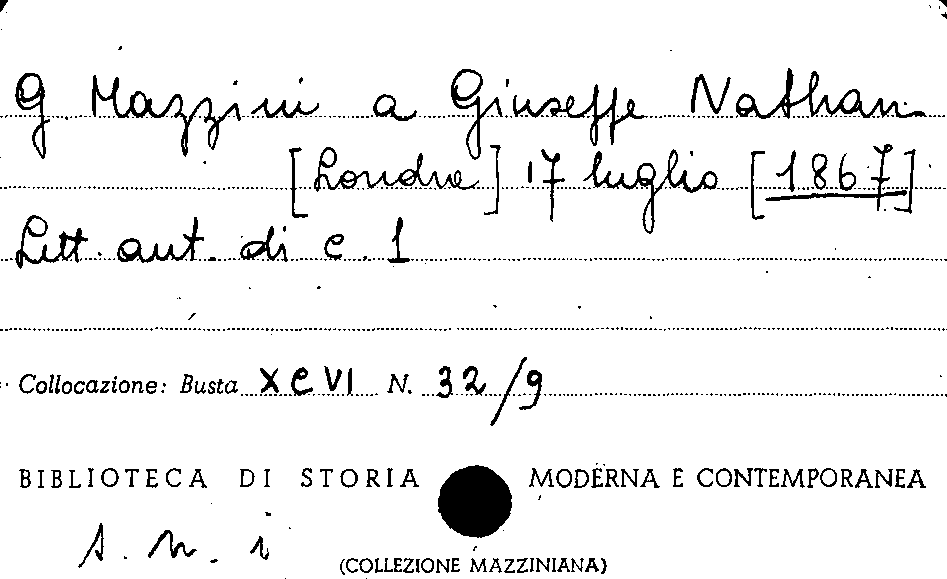 G. Mazzini a Giuseppe Nathan
[Londra] 17 luglio [1867]
Lett. aut. di c. 1
Collocazione: Busta XCVI N. 32/9
BIBLIOTECA DI STORIA MODERNA E CONTEMPORANEA
s. n. i
(COLLEZIONE MAZZINIANA)